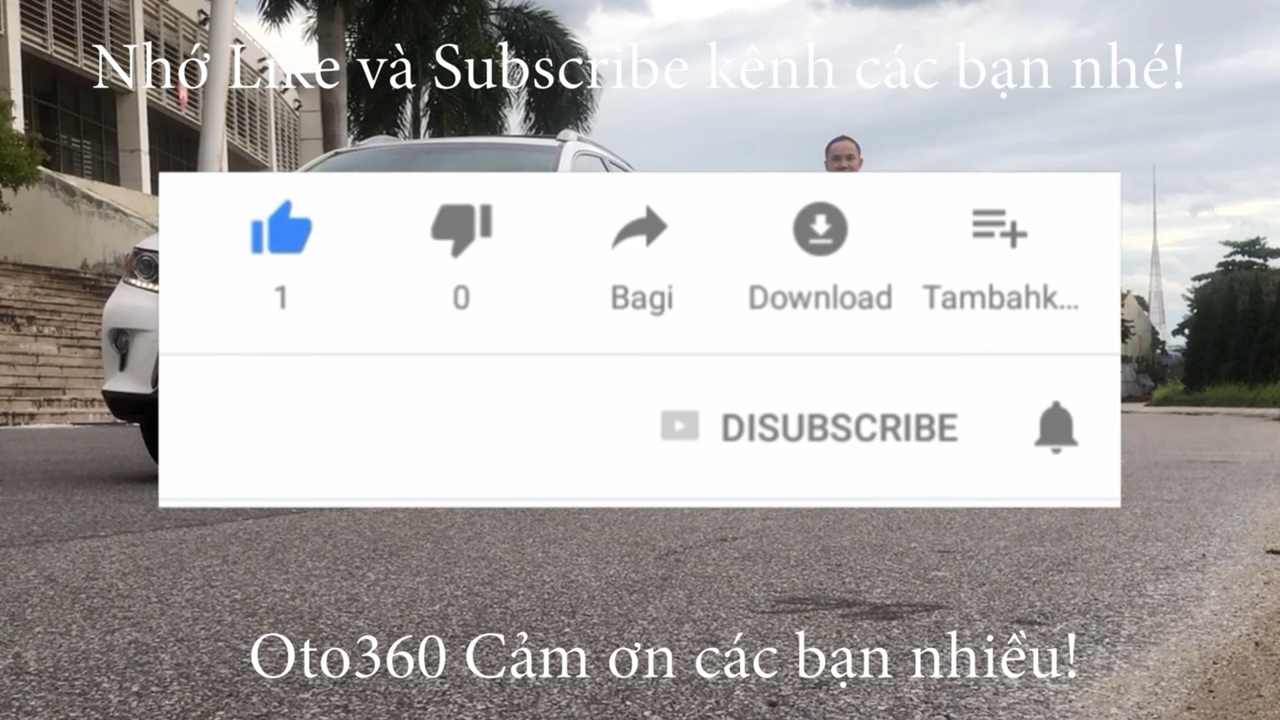 Nhớ Like và Subscribe kênh các bạn nhé!
1 0 Bagi Download Tambahk...
DISUBSCRIBE
Oto360 Cảm ơn các bạn nhiều!